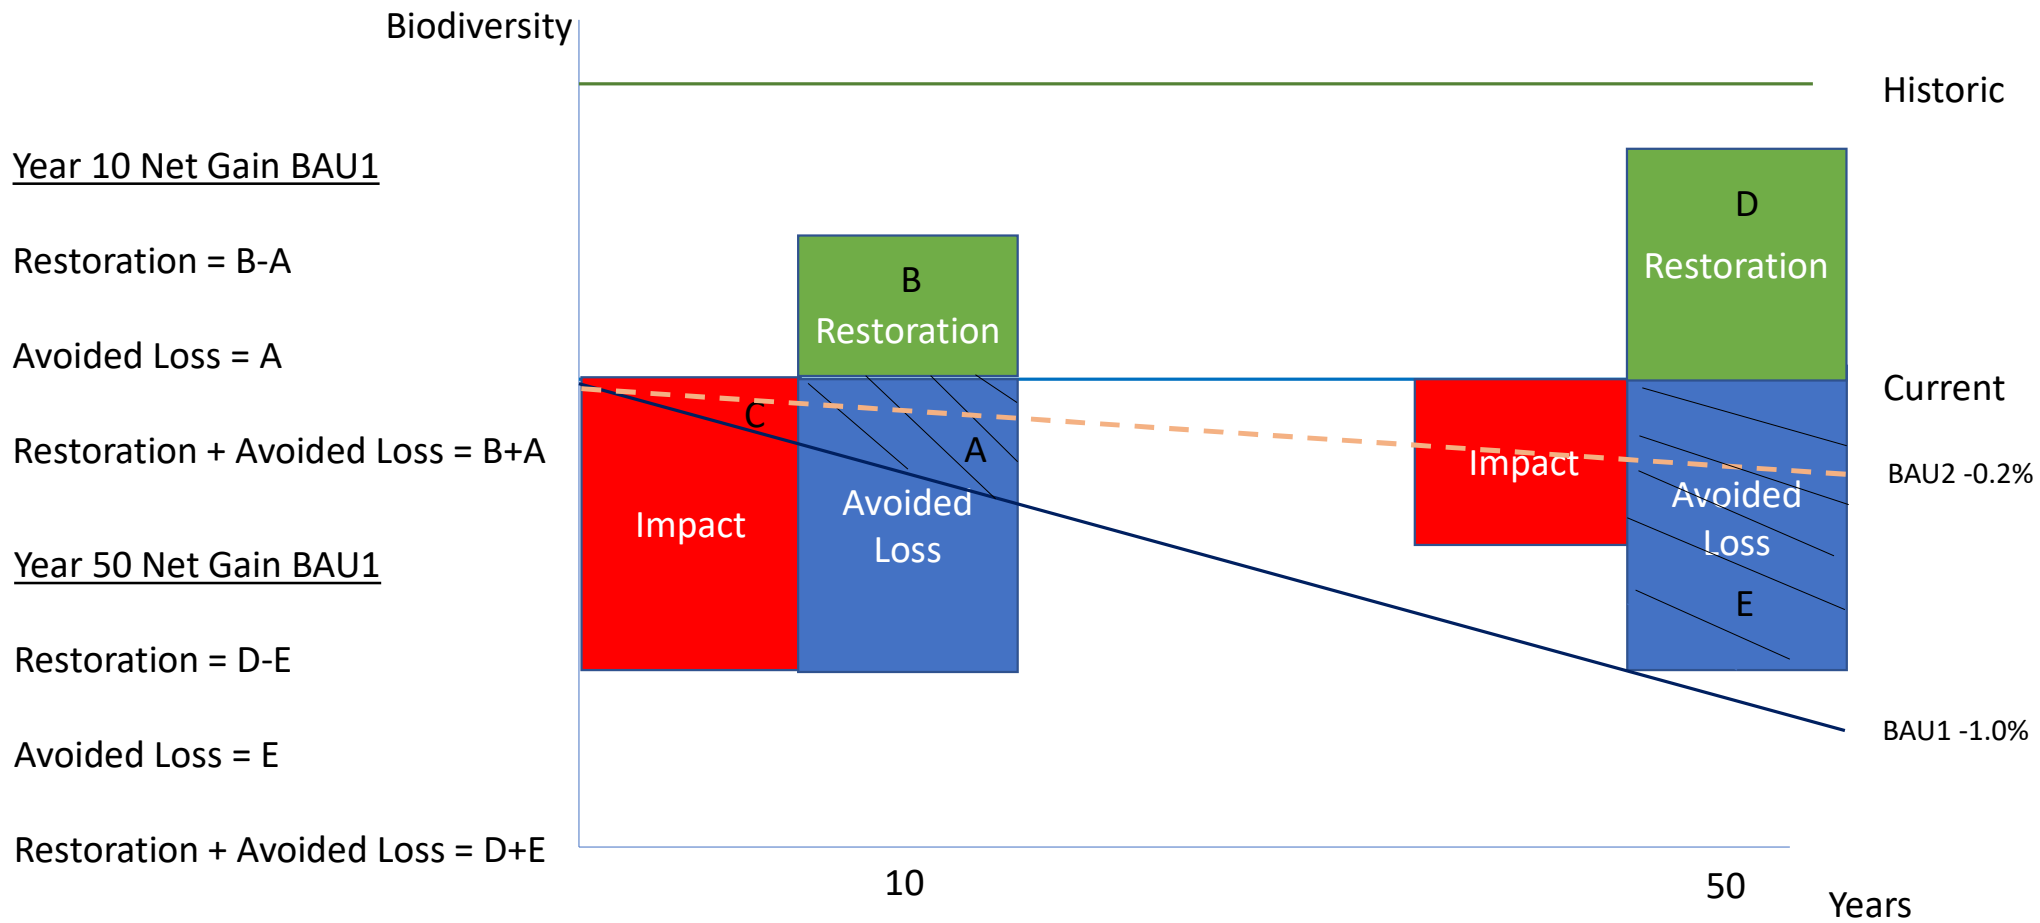 Biodiversity
Historic
Year 10 Net Gain BAU1
Restoration = B-A
Avoided Loss = A
Restoration + Avoided Loss = B+A
Year 50 Net Gain BAU1
Restoration = D-E
Avoided Loss = E
Restoration + Avoided Loss = D+E
B
Restoration
C
A
Impact
Avoided
Loss
D
Restoration
Impact
Avoided
Loss
E
Current
BAU2 -0.2%
BAU1 -1.0%
10
50
Years